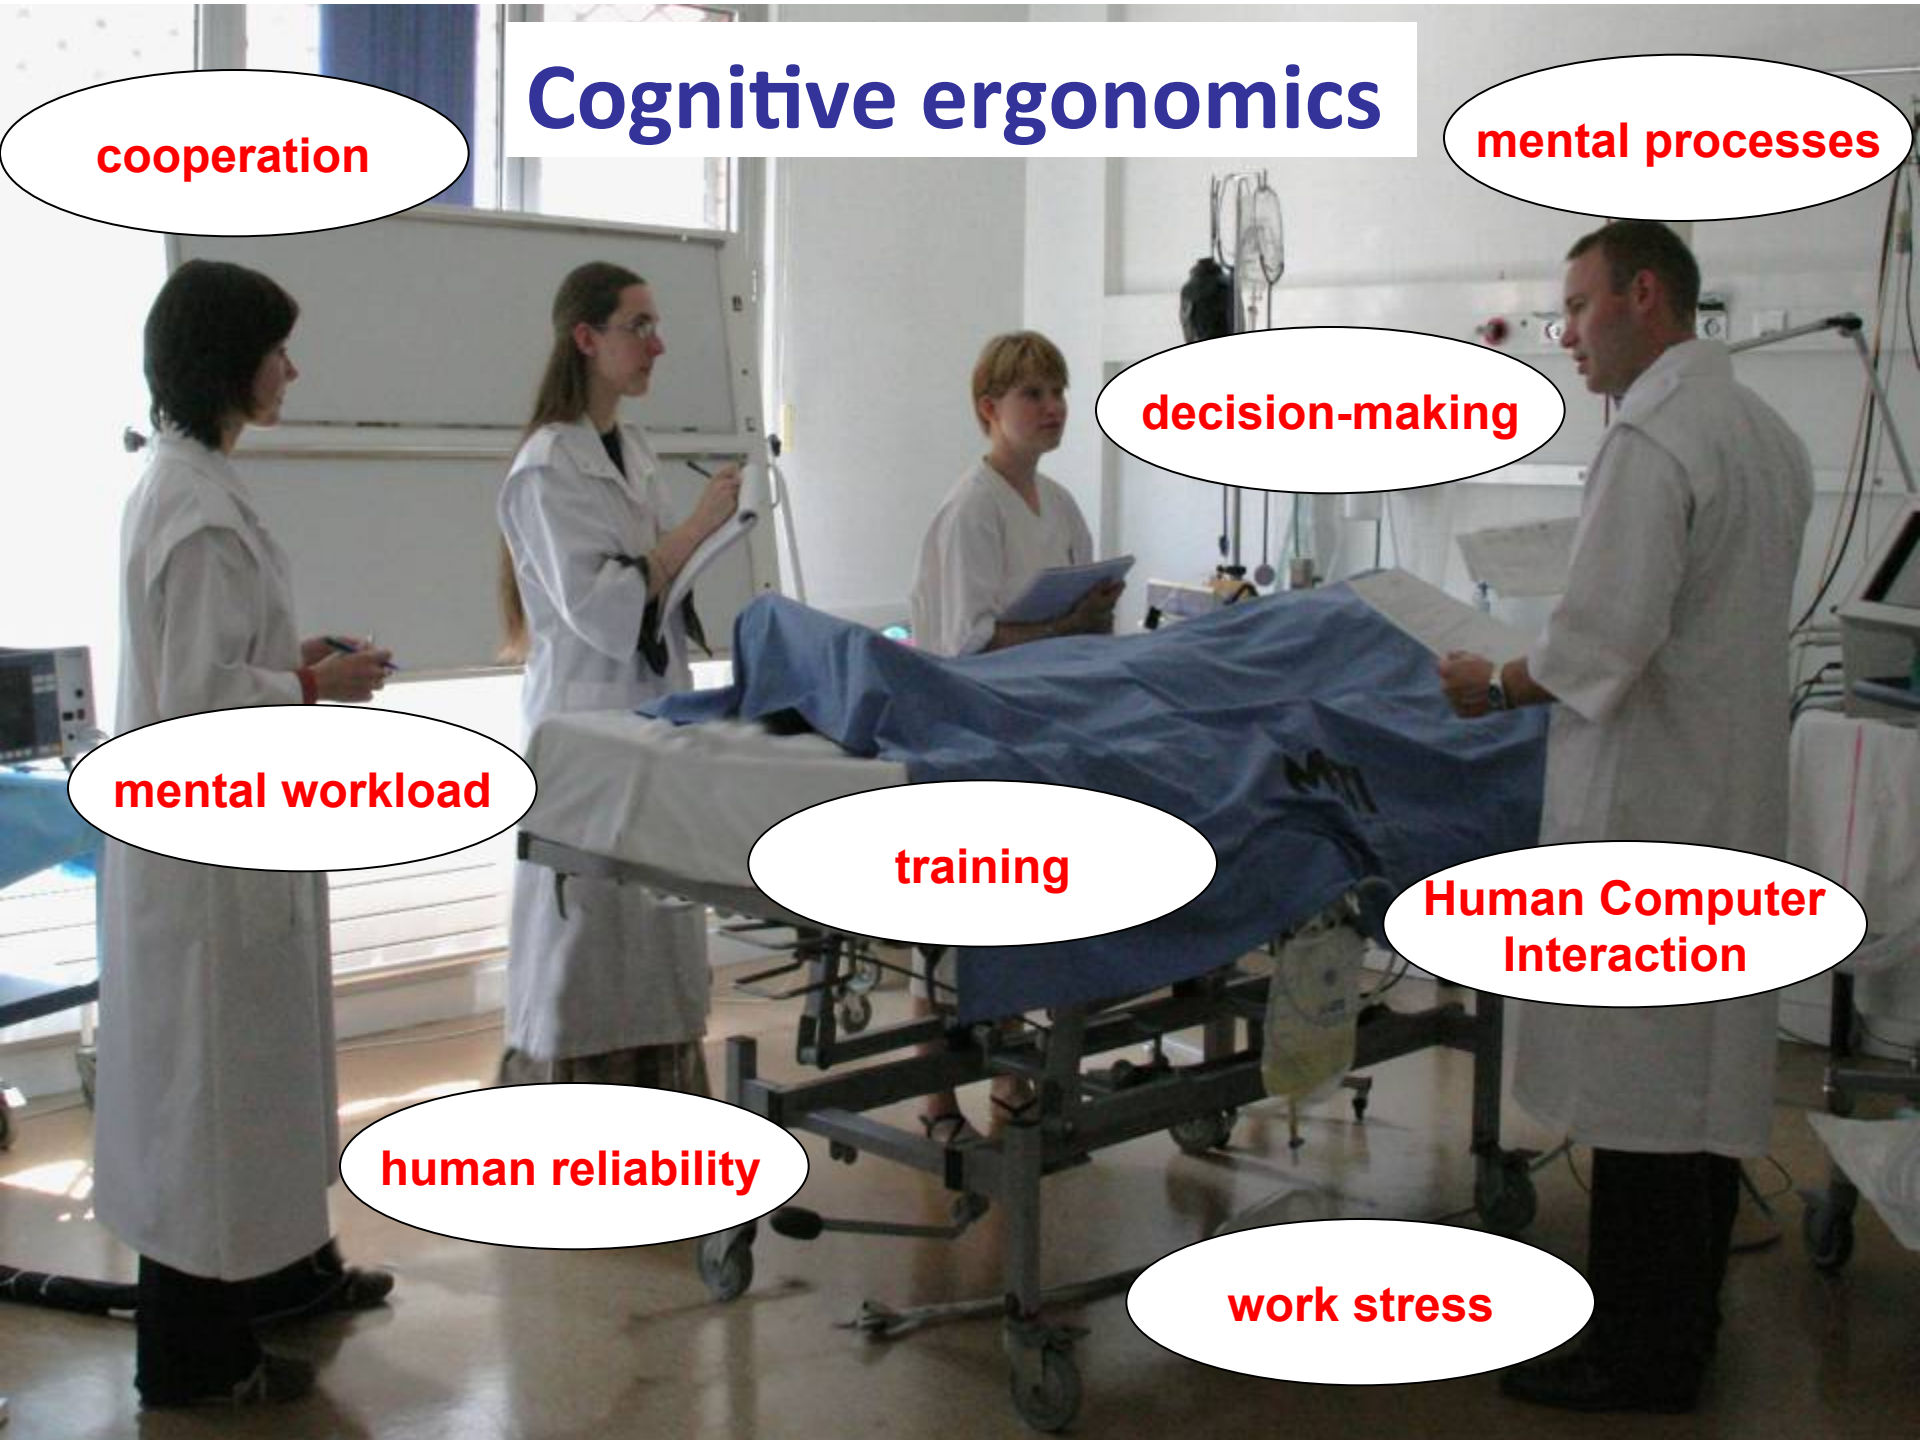 Cognitive ergonomics
cooperation
mental processes
decision-making
mental workload
training
Human Computer
Interaction
human reliability
work stress